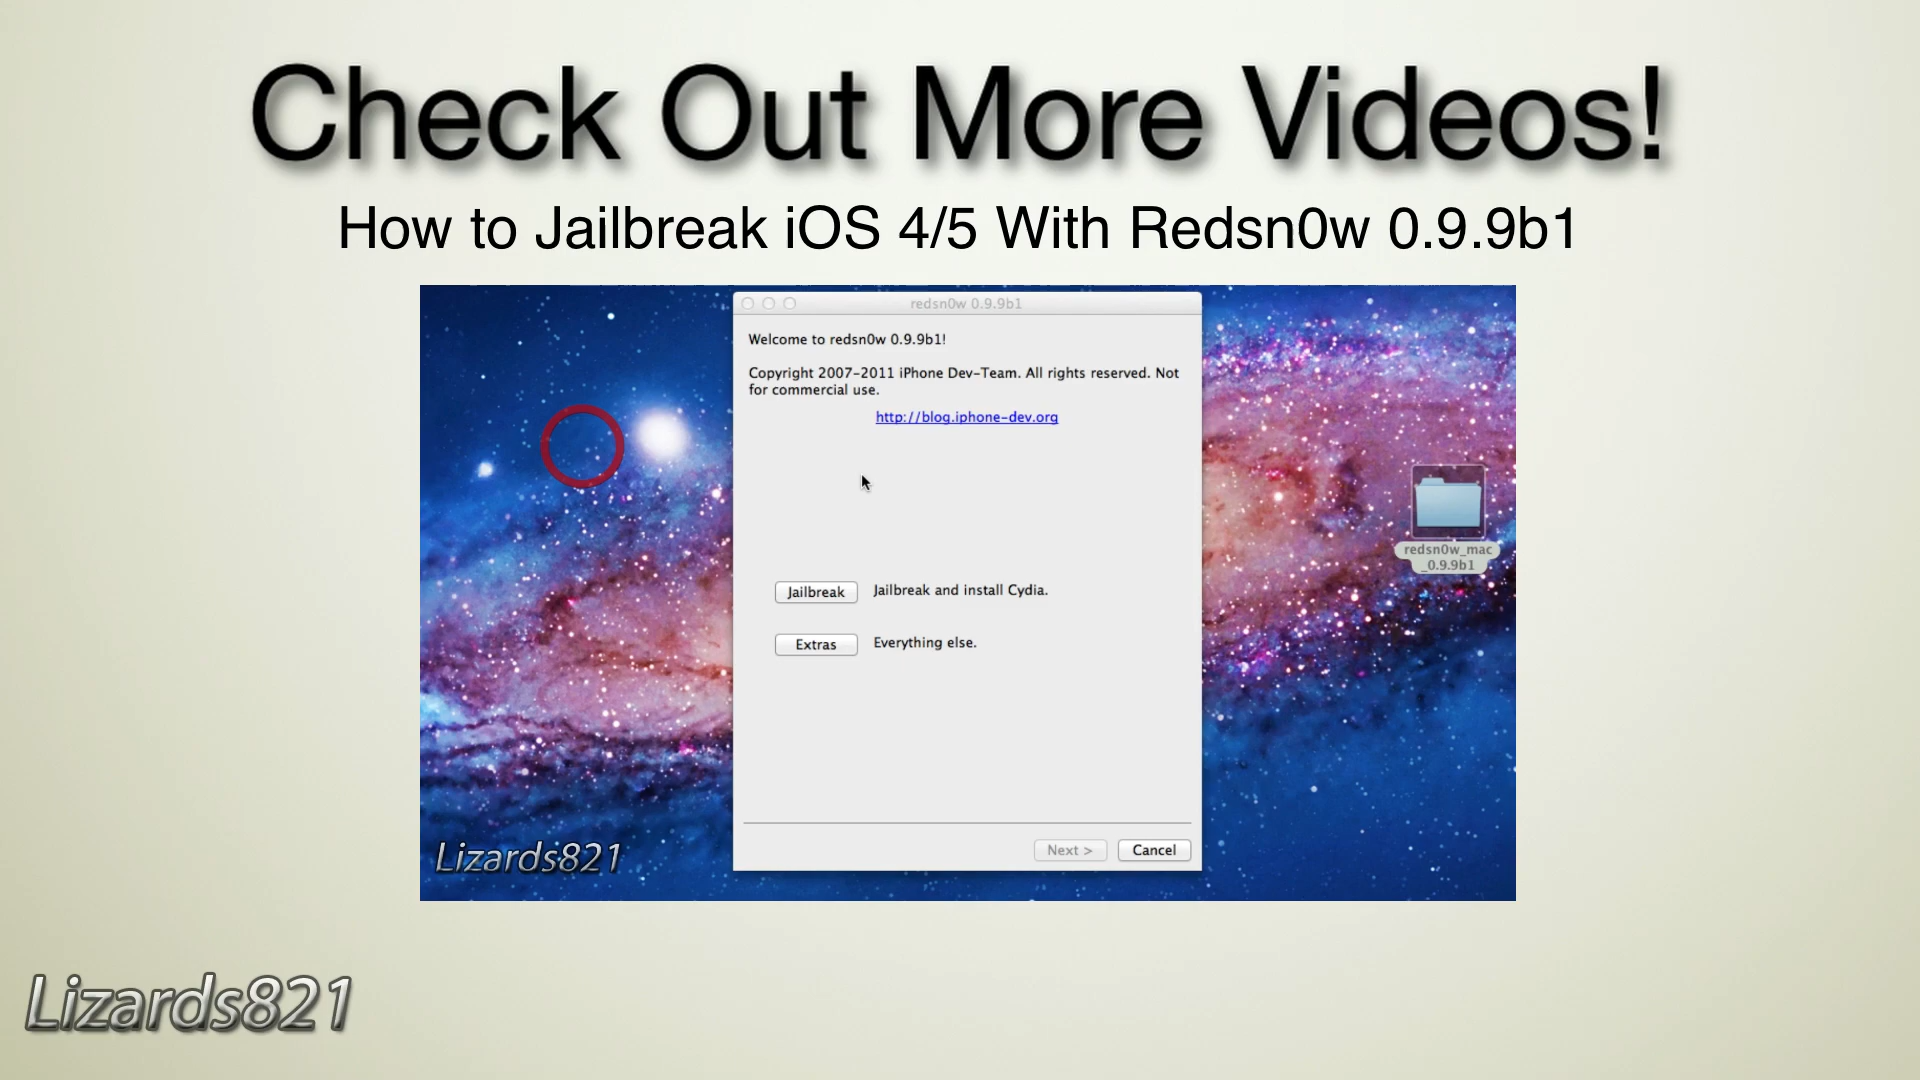 Check Out More Videos!
How to Jailbreak iOS 4/5 With Redsn0w 0.9.9b1
redsn0w 0.9.9b1
Welcome to redsn0w 0.9.9b1!
Copyright 2007-2011 iPhone Dev-Team. All rights reserved. Not
for commercial use.
http://blog.iphone-dev.org
redsn0w_mac
_0.9.9b1
Jailbreak Jailbreak and install Cydia.
Extras Everything else.
Next > Cancel
Lizards821
Lizards821